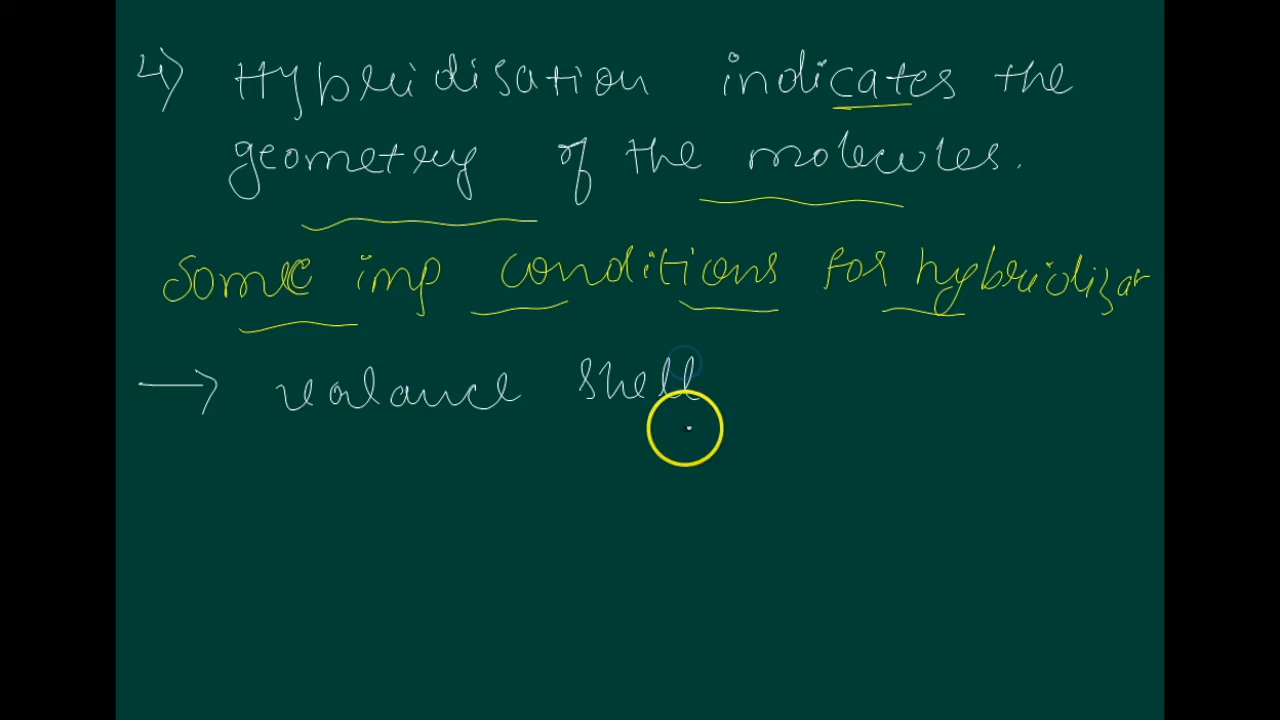 4) Hybridisation indicates the
geometry of the molecules.
some imp conditions for hybridizat
→ valance shell